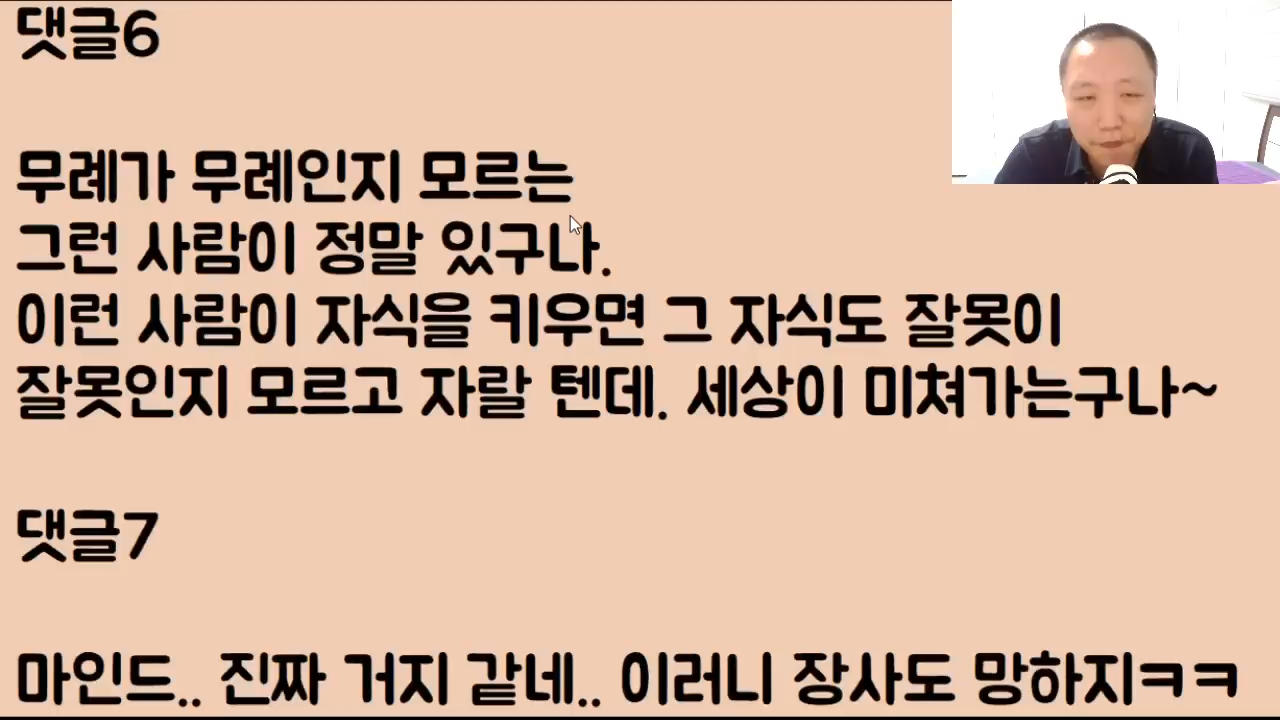 댓글6
무례가 무례인지 모르는
그런 사람이 정말 있구나.
이런 사람이 자식을 키우면 그 자식도 잘못이
잘못인지 모르고 자랄 텐데. 세상이 미쳐가는구나~
댓글7
마인드.. 진짜 거지 같네.. 이러니 장사도 망하지ㅋㅋ